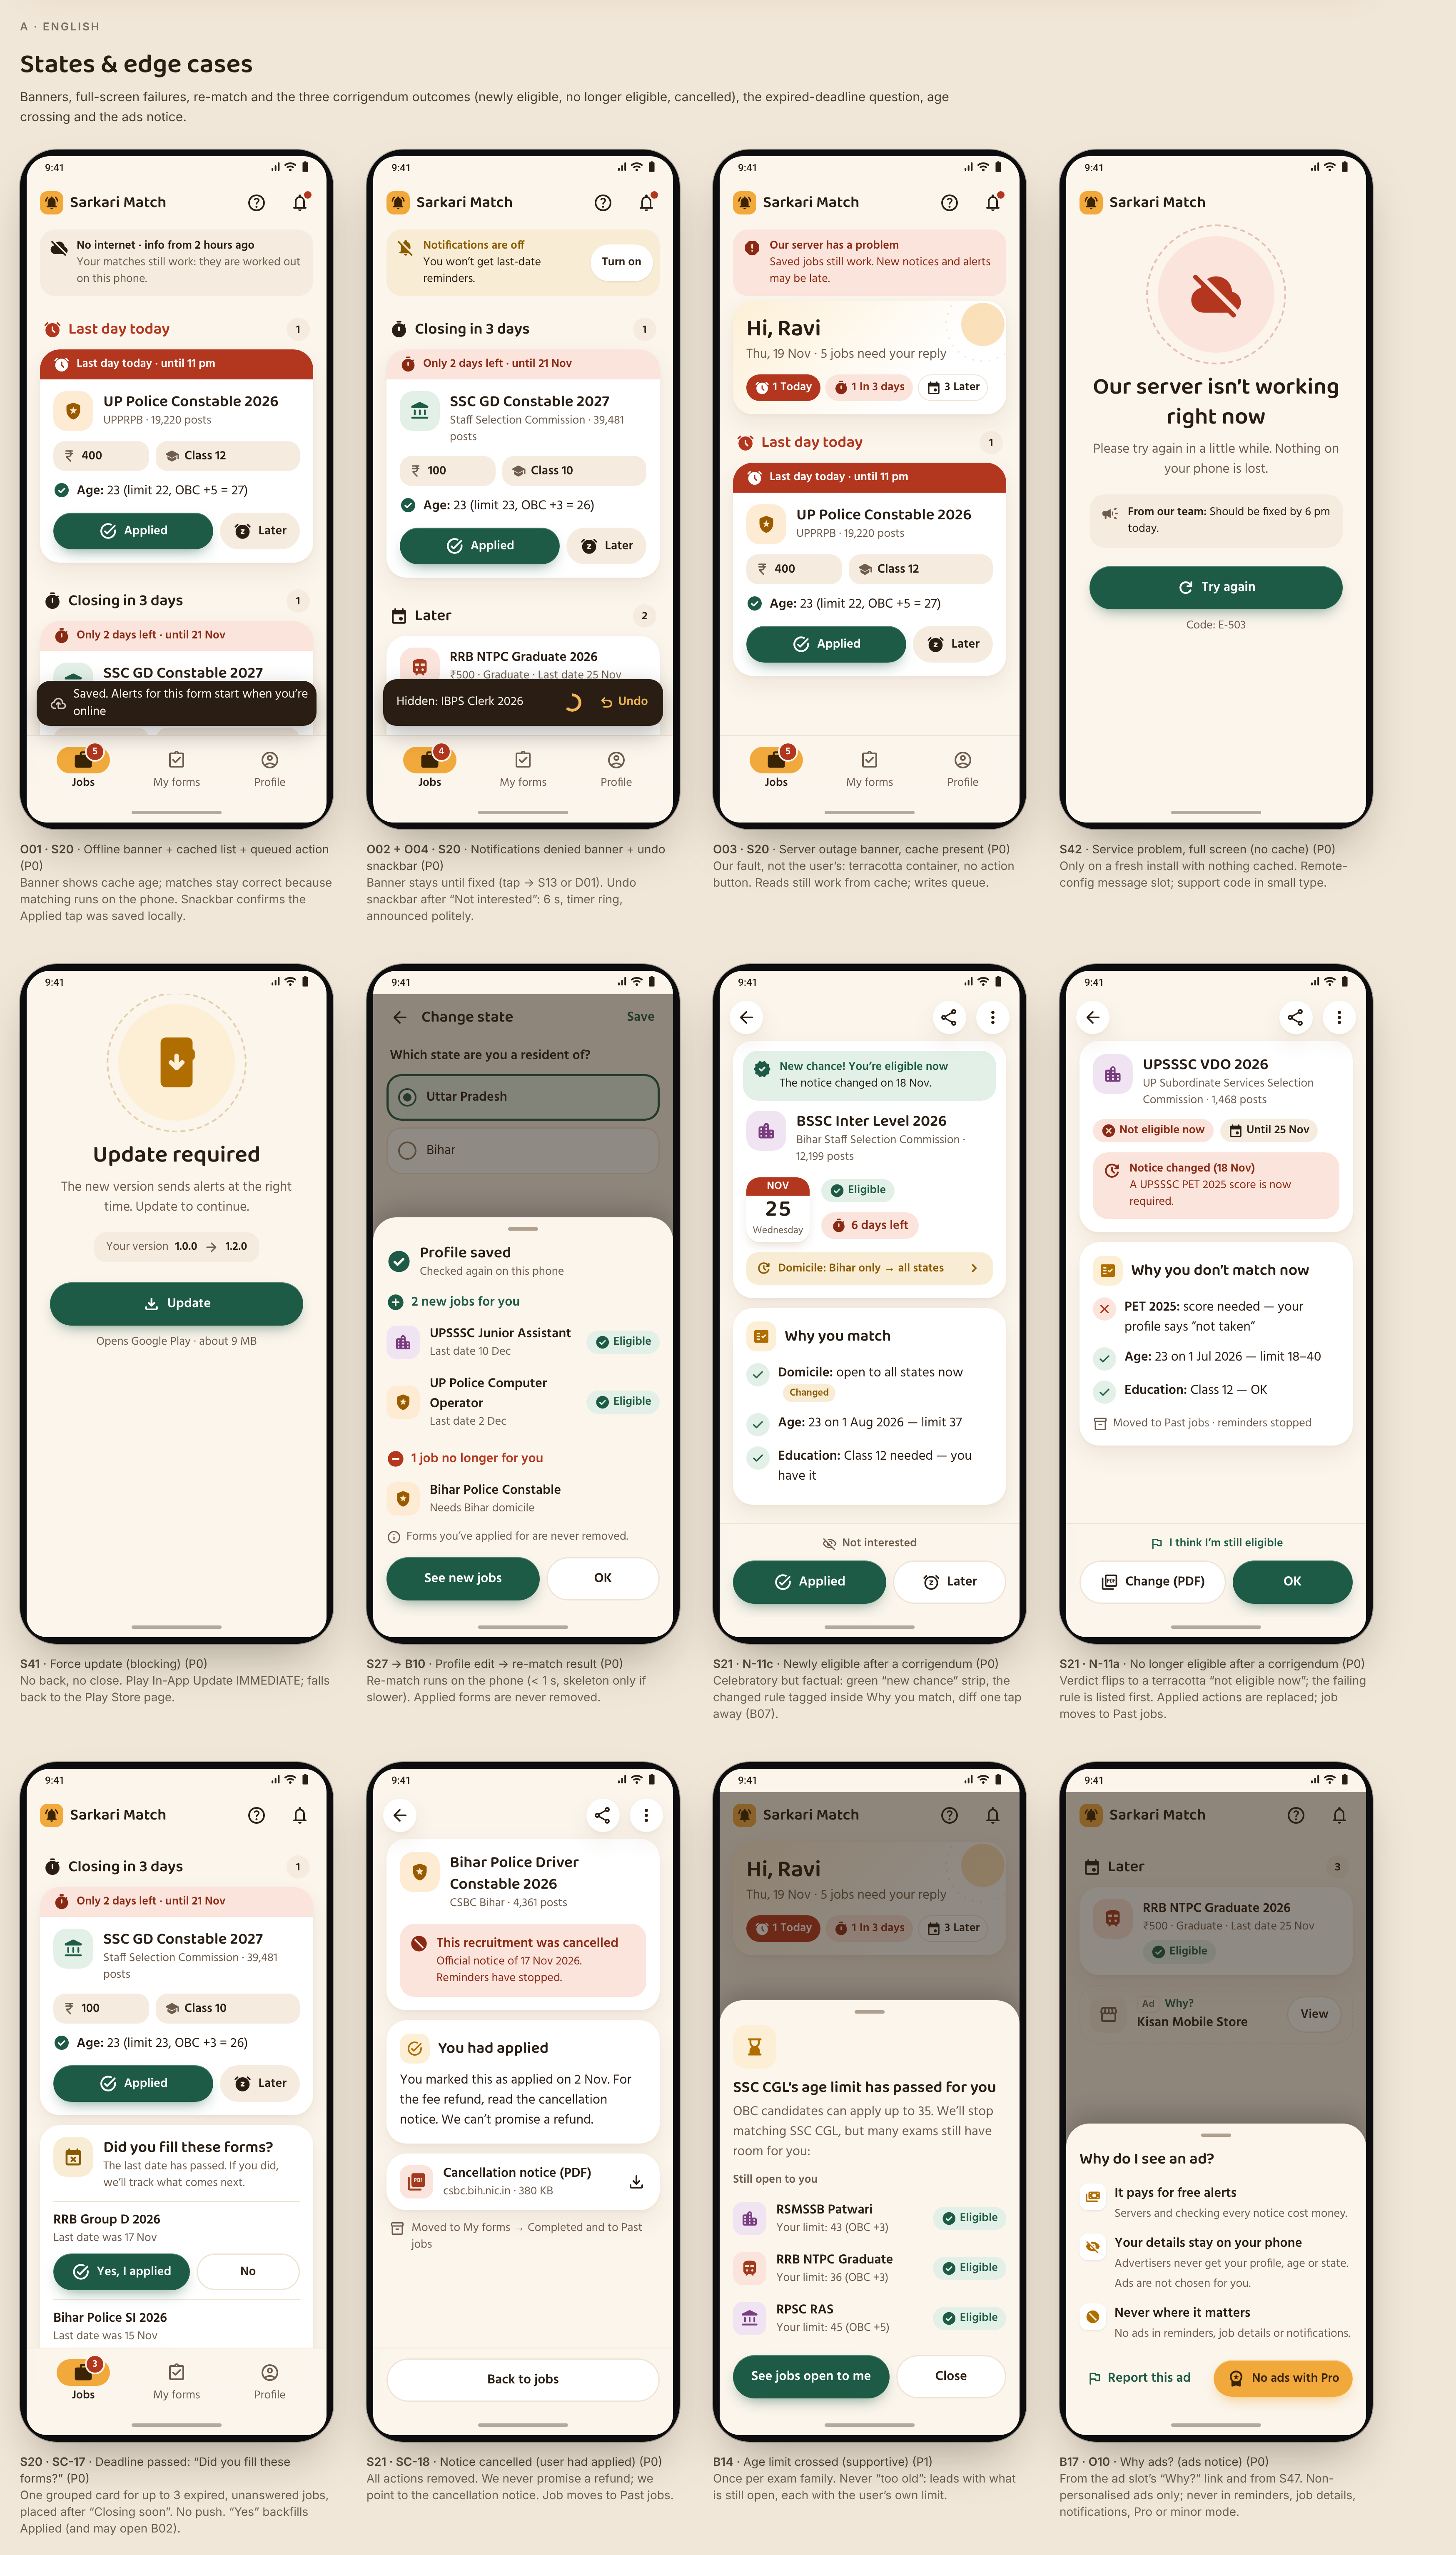 A · ENGLISH
States & edge cases
Banners, full-screen failures, re-match and the three corrigendum outcomes (newly eligible, no longer eligible, cancelled), the expired-deadline question, age
crossing and the ads notice.
9:41
Sarkari Match
No internet · info from 2 hours ago
Your matches still work: they are worked out
on this phone.
Last day today
1
Last day today · until 11 pm
UP Police Constable 2026
UPPRPB · 19,220 posts
₹ 400
Class 12
Age: 23 (limit 22, OBC +5 = 27)
Applied
Later
Closing in 3 days
1
Only 2 days left · until 21 Nov
SSC GD Constable 2027
Saved. Alerts for this form start when you’re
online
5
Jobs
My forms
Profile
O01 · S20 · Offline banner + cached list + queued action
(P0)
Banner shows cache age; matches stay correct because
matching runs on the phone. Snackbar confirms the
Applied tap was saved locally.
9:41
Sarkari Match
Notifications are off
You won’t get last-date
reminders.
Turn on
Closing in 3 days
1
Only 2 days left · until 21 Nov
SSC GD Constable 2027
Staff Selection Commission · 39,481
posts
₹ 100
Class 10
Age: 23 (limit 23, OBC +3 = 26)
Applied
Later
Later
2
RRB NTPC Graduate 2026
₹500 · Graduate · Last date 25 Nov
Hidden: IBPS Clerk 2026
Undo
4
Jobs
My forms
Profile
O02 + O04 · S20 · Notifications denied banner + undo
snackbar (P0)
Banner stays until fixed (tap → S13 or D01). Undo
snackbar after “Not interested”: 6 s, timer ring,
announced politely.
9:41
Sarkari Match
Our server has a problem
Saved jobs still work. New notices and alerts
may be late.
Hi, Ravi
Thu, 19 Nov · 5 jobs need your reply
1 Today
1 In 3 days
3 Later
Last day today
1
Last day today · until 11 pm
UP Police Constable 2026
UPPRPB · 19,220 posts
₹ 400
Class 12
Age: 23 (limit 22, OBC +5 = 27)
Applied
Later
5
Jobs
My forms
Profile
O03 · S20 · Server outage banner, cache present (P0)
Our fault, not the user’s: terracotta container, no action
button. Reads still work from cache; writes queue.
9:41
Sarkari Match
Our server isn’t working
right now
Please try again in a little while. Nothing on
your phone is lost.
From our team: Should be fixed by 6 pm
today.
Try again
Code: E-503
S42 · Service problem, full screen (no cache) (P0)
Only on a fresh install with nothing cached. Remote-
config message slot; support code in small type.
9:41
Update required
The new version sends alerts at the right
time. Update to continue.
Your version 1.0.0 → 1.2.0
Update
Opens Google Play · about 9 MB
S41 · Force update (blocking) (P0)
No back, no close. Play In-App Update IMMEDIATE; falls
back to the Play Store page.
9:41
Change state
Save
Which state are you a resident of?
Uttar Pradesh
Bihar
Profile saved
Checked again on this phone
2 new jobs for you
UPSSSC Junior Assistant
Last date 10 Dec
Eligible
UP Police Computer
Operator
Last date 2 Dec
Eligible
1 job no longer for you
Bihar Police Constable
Needs Bihar domicile
Forms you’ve applied for are never removed.
See new jobs
OK
S27 → B10 · Profile edit → re-match result (P0)
Re-match runs on the phone (< 1 s, skeleton only if
slower). Applied forms are never removed.
9:41
New chance! You’re eligible now
The notice changed on 18 Nov.
BSSC Inter Level 2026
Bihar Staff Selection Commission ·
12,199 posts
NOV
25
Wednesday
Eligible
6 days left
Domicile: Bihar only → all states
Why you match
Domicile: open to all states now
Changed
Age: 23 on 1 Aug 2026 — limit 37
Education: Class 12 needed — you
have it
Not interested
Applied
Later
S21 · N-11c · Newly eligible after a corrigendum (P0)
Celebratory but factual: green “new chance” strip, the
changed rule tagged inside Why you match, diff one tap
away (B07).
9:41
UPSSSC VDO 2026
UP Subordinate Services Selection
Commission · 1,468 posts
Not eligible now
Until 25 Nov
Notice changed (18 Nov)
A UPSSSC PET 2025 score is now
required.
Why you don’t match now
PET 2025: score needed — your
profile says “not taken”
Age: 23 on 1 Jul 2026 — limit 18–40
Education: Class 12 — OK
Moved to Past jobs · reminders stopped
I think I’m still eligible
Change (PDF)
OK
S21 · N-11a · No longer eligible after a corrigendum (P0)
Verdict flips to a terracotta “not eligible now”; the failing
rule is listed first. Applied actions are replaced; job
moves to Past jobs.
9:41
Sarkari Match
Closing in 3 days
1
Only 2 days left · until 21 Nov
SSC GD Constable 2027
Staff Selection Commission · 39,481
posts
₹ 100
Class 10
Age: 23 (limit 23, OBC +3 = 26)
Applied
Later
Did you fill these forms?
The last date has passed. If you did,
we’ll track what comes next.
RRB Group D 2026
Last date was 17 Nov
Yes, I applied
No
Bihar Police SI 2026
Last date was 15 Nov
3
Jobs
My forms
Profile
S20 · SC-17 · Deadline passed: “Did you fill these
forms?” (P0)
One grouped card for up to 3 expired, unanswered jobs,
placed after “Closing soon”. No push. “Yes” backfills
Applied (and may open B02).
9:41
Bihar Police Driver
Constable 2026
CSBC Bihar · 4,361 posts
This recruitment was cancelled
Official notice of 17 Nov 2026.
Reminders have stopped.
You had applied
You marked this as applied on 2 Nov. For
the fee refund, read the cancellation
notice. We can’t promise a refund.
PDF
Cancellation notice (PDF)
csbc.bih.nic.in · 380 KB
Moved to My forms → Completed and to Past
jobs
Back to jobs
S21 · SC-18 · Notice cancelled (user had applied) (P0)
All actions removed. We never promise a refund; we
point to the cancellation notice. Job moves to Past jobs.
9:41
Sarkari Match
Hi, Ravi
Thu, 19 Nov · 5 jobs need your reply
1 Today
1 In 3 days
3 Later
SSC CGL’s age limit has passed for you
OBC candidates can apply up to 35. We’ll stop
matching SSC CGL, but many exams still have
room for you:
Still open to you
RSMSSB Patwari
Your limit: 43 (OBC +3)
Eligible
RRB NTPC Graduate
Your limit: 36 (OBC +3)
Eligible
RPSC RAS
Your limit: 45 (OBC +5)
Eligible
See jobs open to me
Close
B14 · Age limit crossed (supportive) (P1)
Once per exam family. Never “too old”: leads with what
is still open, each with the user’s own limit.
9:41
Sarkari Match
Later
3
RRB NTPC Graduate 2026
₹500 · Graduate · Last date 25 Nov
Eligible
Ad Why?
Kisan Mobile Store
View
Why do I see an ad?
It pays for free alerts
Servers and checking every notice cost money.
Your details stay on your phone
Advertisers never get your profile, age or state.
Ads are not chosen for you.
Never where it matters
No ads in reminders, job details or notifications.
Report this ad
No ads with Pro
B17 · O10 · Why ads? (ads notice) (P0)
From the ad slot’s “Why?” link and from S47. Non-
personalised ads only; never in reminders, job details,
notifications, Pro or minor mode.